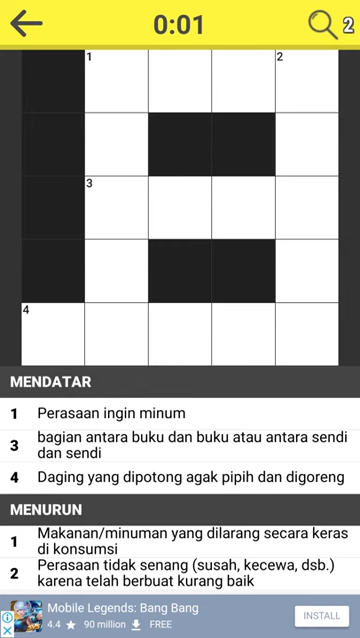 0:01
2
1
2
3
4
MENDATAR
1 Perasaan ingin minum
3 bagian antara buku dan buku atau antara sendi
dan sendi
4 Daging yang dipotong agak pipih dan digoreng
MENURUN
1 Makanan/minuman yang dilarang secara keras
di konsumsi
2 Perasaan tidak senang (susah, kecewa, dsb.)
karena telah berbuat kurang baik
Mobile Legends: Bang Bang
4.4 ★ 90 million FREE
INSTALL